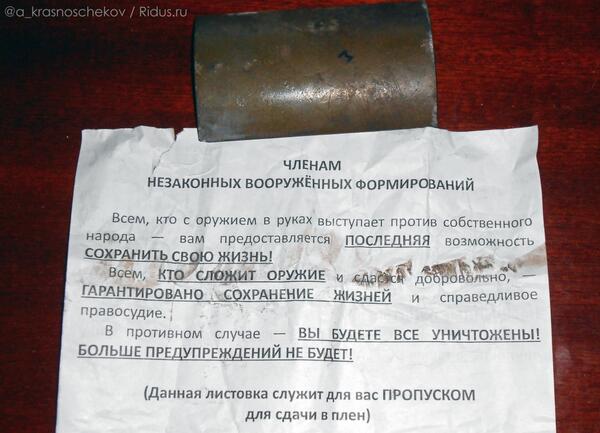 @a_krasnoschekov / Ridus.ru
ЧЛЕНАМ
НЕЗАКОННЫХ ВООРУЖЁННЫХ ФОРМИРОВАНИЙ
Всем, кто с оружием в руках выступает против собственного
народа — вам предоставляется ПОСЛЕДНЯЯ возможность
СОХРАНИТЬ СВОЮ ЖИЗНЬ!
Всем, КТО СЛОЖИТ ОРУЖИЕ и сдастся добровольно, —
ГАРАНТИРОВАНО СОХРАНЕНИЕ ЖИЗНЕЙ и справедливое
правосудие.
В противном случае — ВЫ БУДЕТЕ ВСЕ УНИЧТОЖЕНЫ!
БОЛЬШЕ ПРЕДУПРЕЖДЕНИЙ НЕ БУДЕТ!
(Данная листовка служит для вас ПРОПУСКОМ
для сдачи в плен)